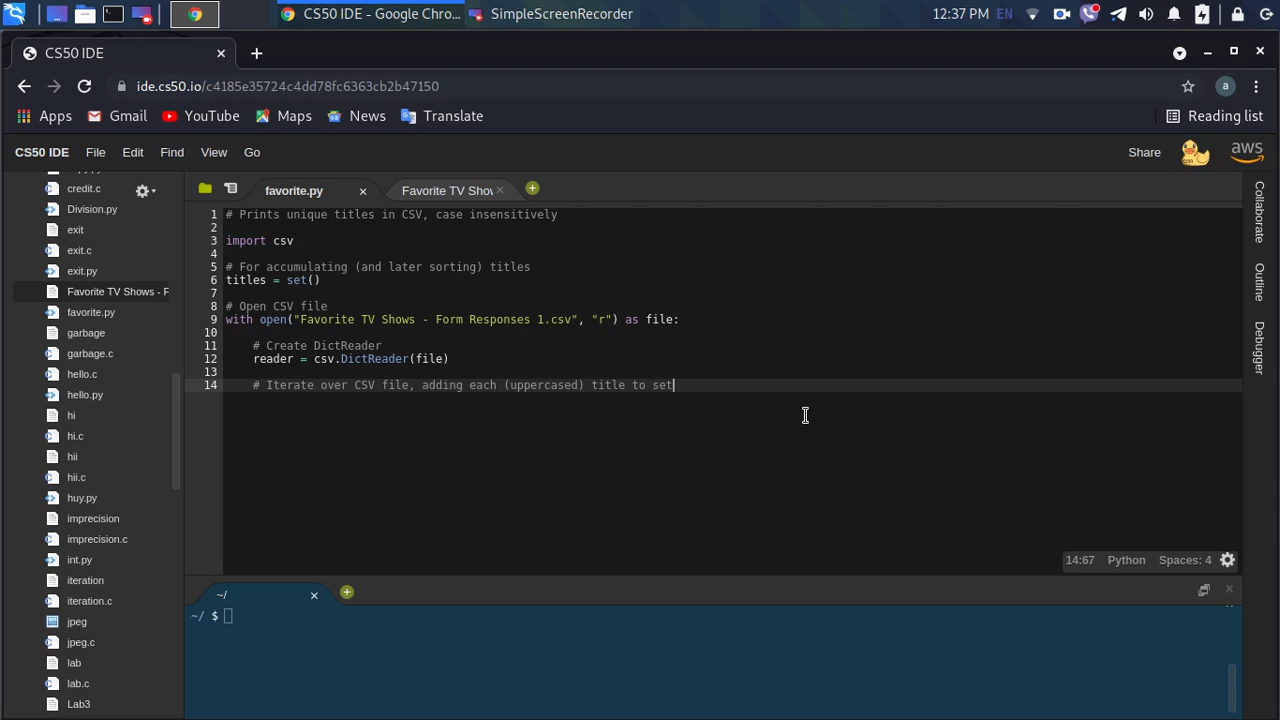 CS50 IDE - Google Chro...
SimpleScreenRecorder
12:37 PM EN
CS50 IDE
ide.cs50.io/c4185e35724c4dd78fc6363cb2b47150
a
Apps Gmail YouTube Maps News Translate Reading list
CS50 IDE File Edit Find View Go Share aws
credit.c
Division.py
exit
exit.c
exit.py
Favorite TV Shows - F
favorite.py
garbage
garbage.c
hello.c
hello.py
hi
hi.c
hii
hii.c
huy.py
imprecision
imprecision.c
int.py
iteration
iteration.c
jpeg
jpeg.c
lab
lab.c
Lab3
favorite.py Favorite TV Shov
1 # Prints unique titles in CSV, case insensitively
2
3 import csv
4
5 # For accumulating (and later sorting) titles
6 titles = set()
7
8 # Open CSV file
9 with open("Favorite TV Shows - Form Responses 1.csv", "r") as file:
10
11 # Create DictReader
12 reader = csv.DictReader(file)
13
14 # Iterate over CSV file, adding each (uppercased) title to set
14:67 Python Spaces: 4
~/
~/ $
Collaborate
Outline
Debugger